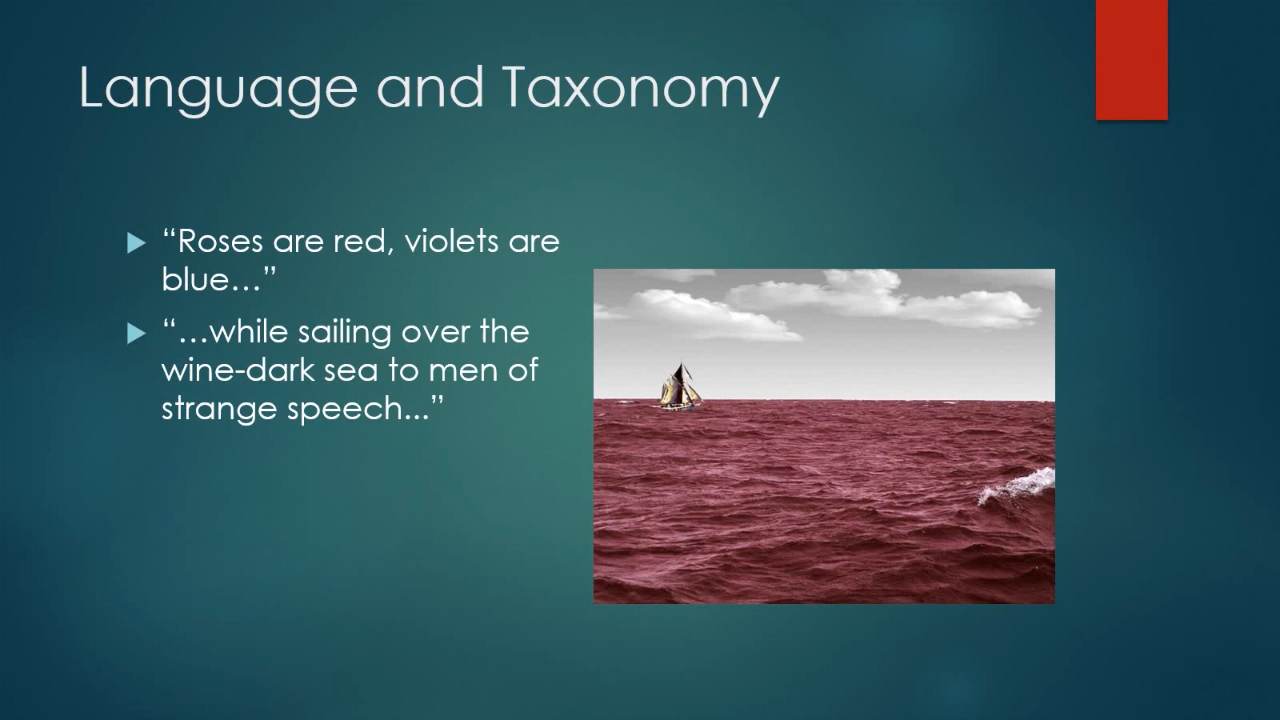 Language and Taxonomy
“Roses are red, violets are
blue…”
“…while sailing over the
wine-dark sea to men of
strange speech...”